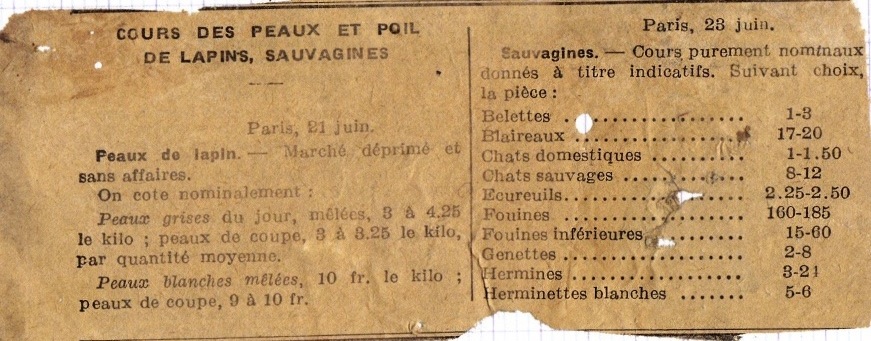 COURS DES PEAUX ET POIL
DE LAPINS, SAUVAGINES
Paris, 21 juin.
Peaux de lapin. — Marché déprimé et
sans affaires.
On cote nominalement :
Peaux grises du jour, mêlées, 3 à 4.25
le kilo ; peaux de coupe, 3 à 3.25 le kilo,
par quantité moyenne.
Peaux blanches mêlées, 10 fr. le kilo ;
peaux de coupe, 9 à 10 fr.
Paris, 23 juin.
Sauvagines. — Cours purement nominaux
donnés à titre indicatifs. Suivant choix,
la pièce :
Belettes . ................ 1-3
Blaireaux ................ 17-20
Chats domestiques .......... 1-1.50
Chats sauvages ............. 8-12
Ecureuils.................. 2.25-2.50
Fouines ................... 160-185
Fouines inférieures ......... 15-60
Genettes .................. 2-8
Hermines .................. 3-21
Herminettes blanches ....... 5-6